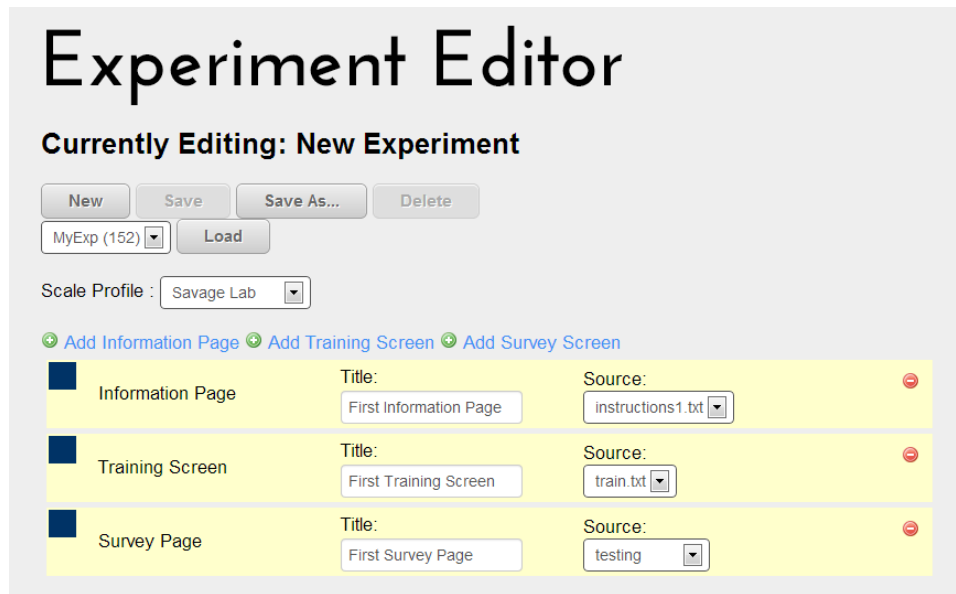 Experiment Editor
Currently Editing: New Experiment
New Save Save As... Delete
MyExp (152) Load
Scale Profile : Savage Lab
Add Information Page Add Training Screen Add Survey Screen
Information Page Title: First Information Page Source: instructions1.txt
Training Screen Title: First Training Screen Source: train.txt
Survey Page Title: First Survey Page Source: testing